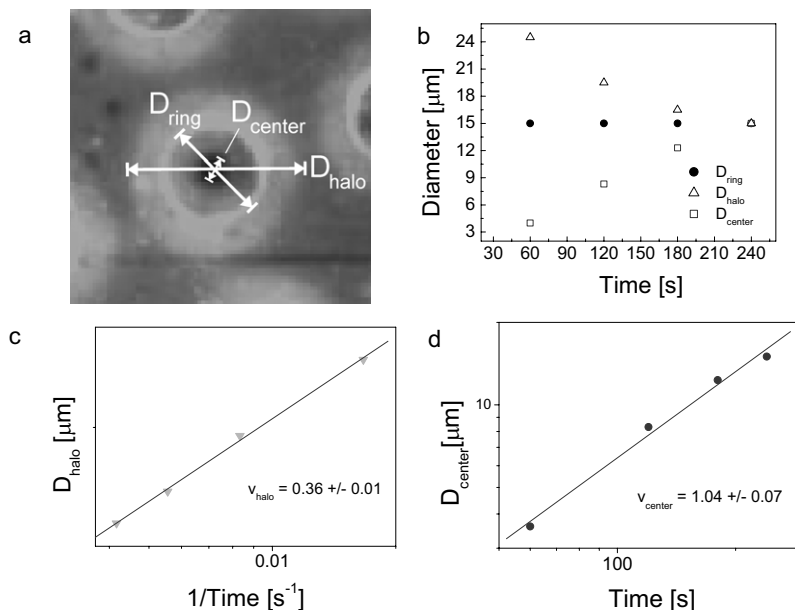 a
D ring
D center
D halo
b
Diameter [μm]
24
21
18
15
12
9
6
3
30 60 90 120 150 180 210 240
Time [s]
D ring
D halo
D center
c
D halo [μm]
v halo = 0.36 +/- 0.01
0.01
1/Time [s-1]
d
D center [μm]
10
v center = 1.04 +/- 0.07
100
Time [s]